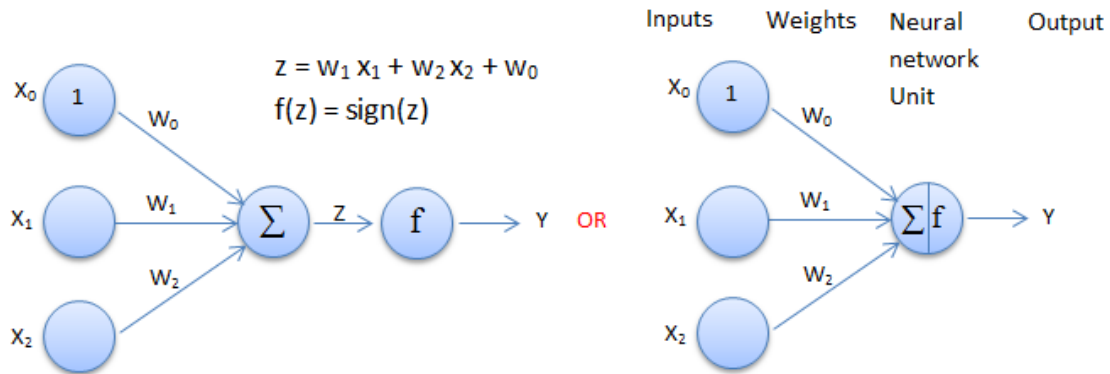 Inputs Weights Neural network Unit Output
z = w₁ x₁ + w₂ x₂ + w₀
f(z) = sign(z)
X₀ 1
W₀
X₁ W₁ ∑ Z f Y
W₂
X₂
OR
X₀ 1
W₀
X₁ W₁ ∑ f Y
W₂
X₂